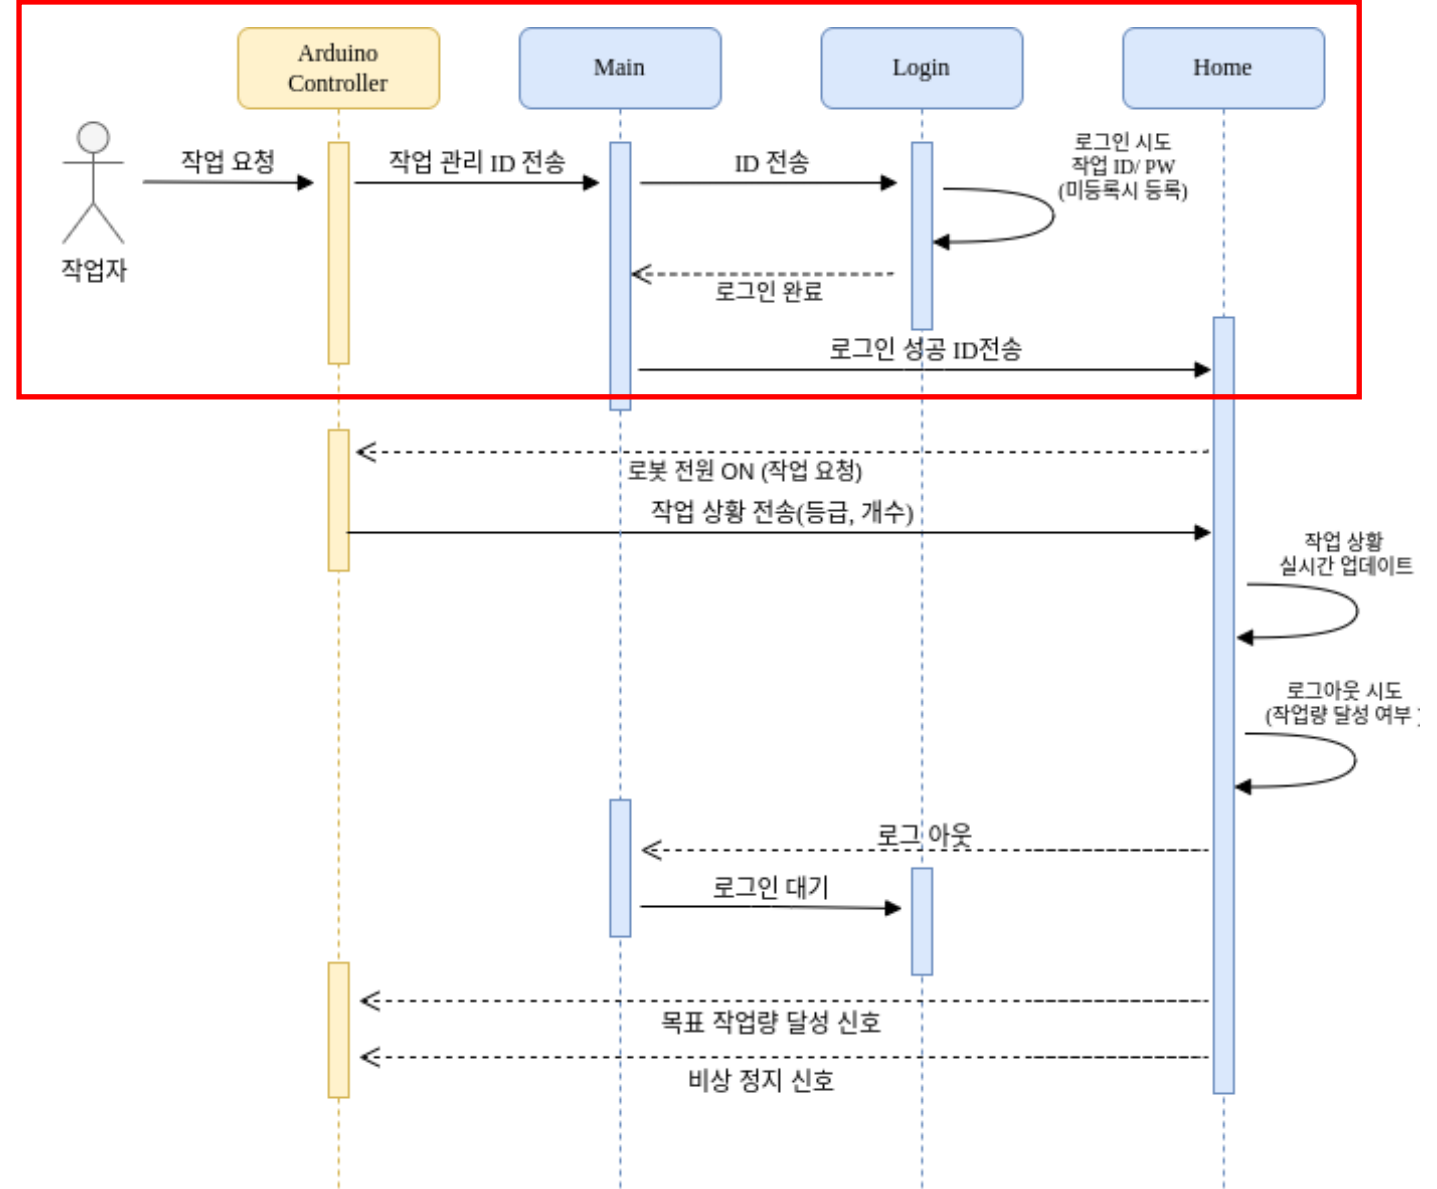 Arduino
Controller
Main
Login
Home
작업 요청
작업 관리 ID 전송
ID 전송
로그인 시도
작업 ID/ PW
(미등록시 등록)
작업자
로그인 완료
로그인 성공 ID전송
로봇 전원 ON (작업 요청)
작업 상황 전송(등급, 개수)
작업 상황
실시간 업데이트
로그아웃 시도
(작업량 달성 여부 )
로그 아웃
로그인 대기
목표 작업량 달성 신호
비상 정지 신호